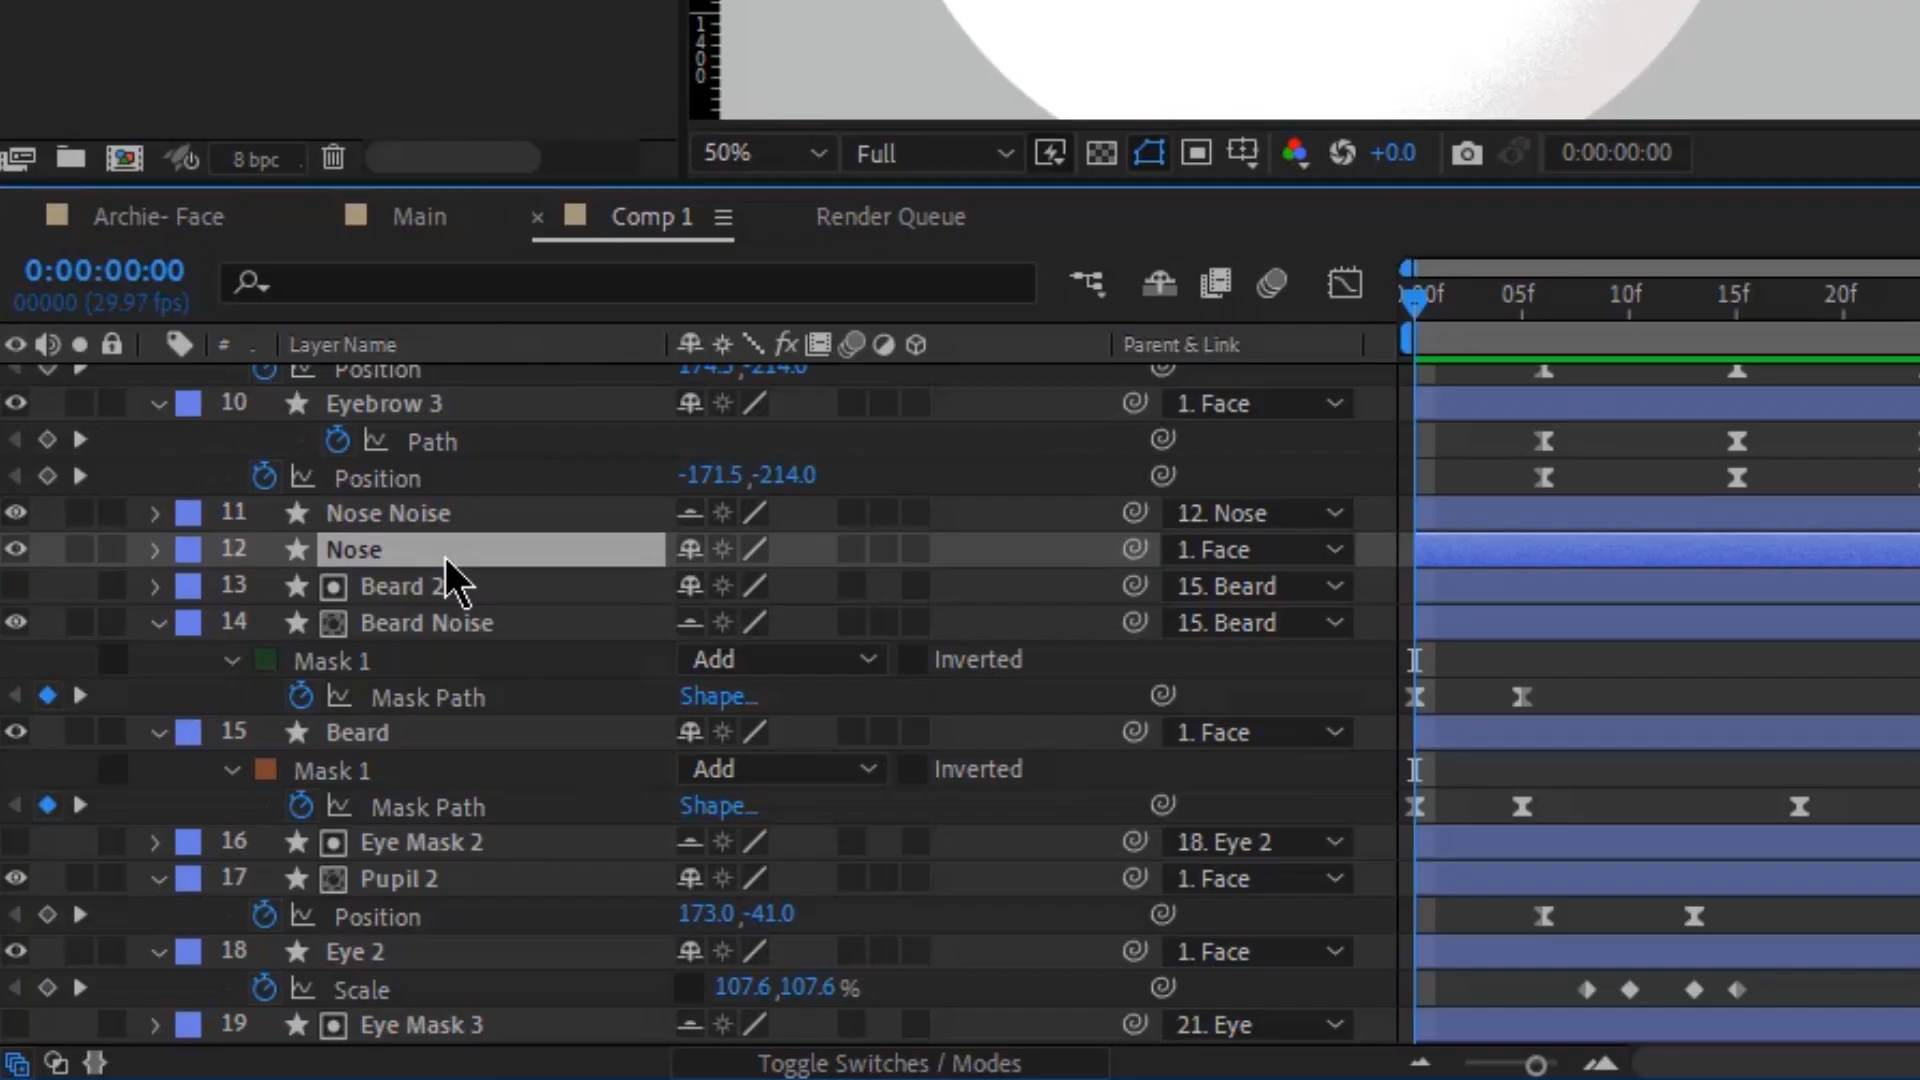 1400
8 bpc
50% Full +0.0 0:00:00:00
Archie- Face Main × Comp 1 Render Queue
0:00:00:00
00000 (29.97 fps)
05f 10f 15f 20f
# Layer Name fx Parent & Link
Position 174.5,-214.0
10 Eyebrow 3 1. Face
Path
Position -171.5,-214.0
11 Nose Noise 12. Nose
12 Nose 1. Face
13 Beard 2 15. Beard
14 Beard Noise 15. Beard
Mask 1 Add Inverted
Mask Path Shape...
15 Beard 1. Face
Mask 1 Add Inverted
Mask Path Shape...
16 Eye Mask 2 18. Eye 2
17 Pupil 2 1. Face
Position 173.0,-41.0
18 Eye 2 1. Face
Scale 107.6,107.6 %
19 Eye Mask 3 21. Eye
Toggle Switches / Modes